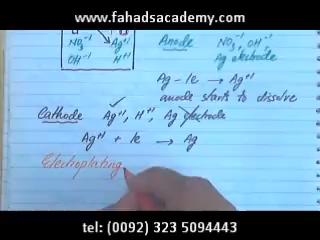 www.fahadsacademy.com
NO₃⁻¹ Ag⁺¹
OH⁻¹ H⁺¹
Anode NO₃⁻, OH⁻¹
Ag electrode
Ag - 1e → Ag⁺¹
anode starts to dissolve
Cathode Ag⁺¹, H⁺¹, Ag electrode
Ag⁺¹ + 1e → Ag
Electroplating
tel: (0092) 323 5094443